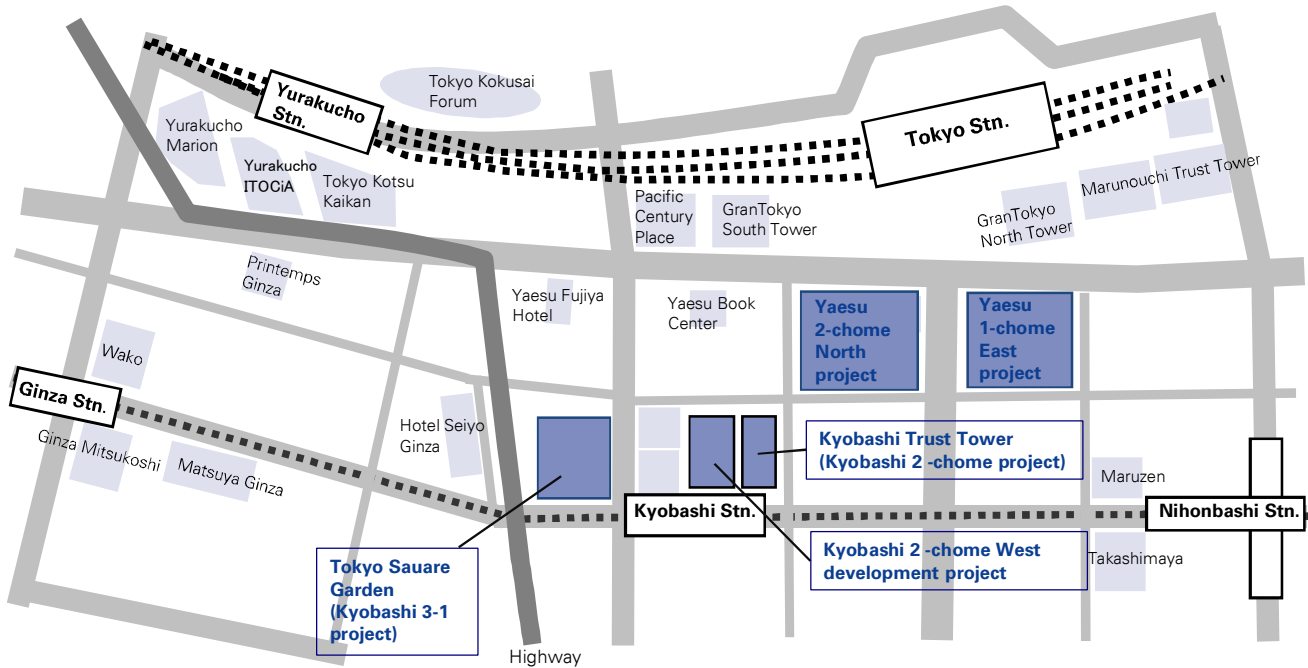 Yurakucho
Stn.
Tokyo Kokusai
Forum
Tokyo Stn.
Yurakucho
Marion
Yurakucho
ITOCiA
Tokyo Kotsu
Kaikan
Pacific
Century
Place
GranTokyo
South Tower
GranTokyo
North Tower
Marunouchi Trust Tower
Printemps
Ginza
Yaesu Fujiya
Hotel
Yaesu Book
Center
Yaesu
2-chome
North
project
Yaesu
1-chome
East
project
Wako
Ginza Stn.
Ginza Mitsukoshi
Matsuya Ginza
Hotel Seiyo
Ginza
Kyobashi Trust Tower
(Kyobashi 2 -chome project)
Maruzen
Kyobashi Stn.
Nihonbashi Stn.
Tokyo Sauare
Garden
(Kyobashi 3-1
project)
Kyobashi 2 -chome West
development project
Takashimaya
Highway